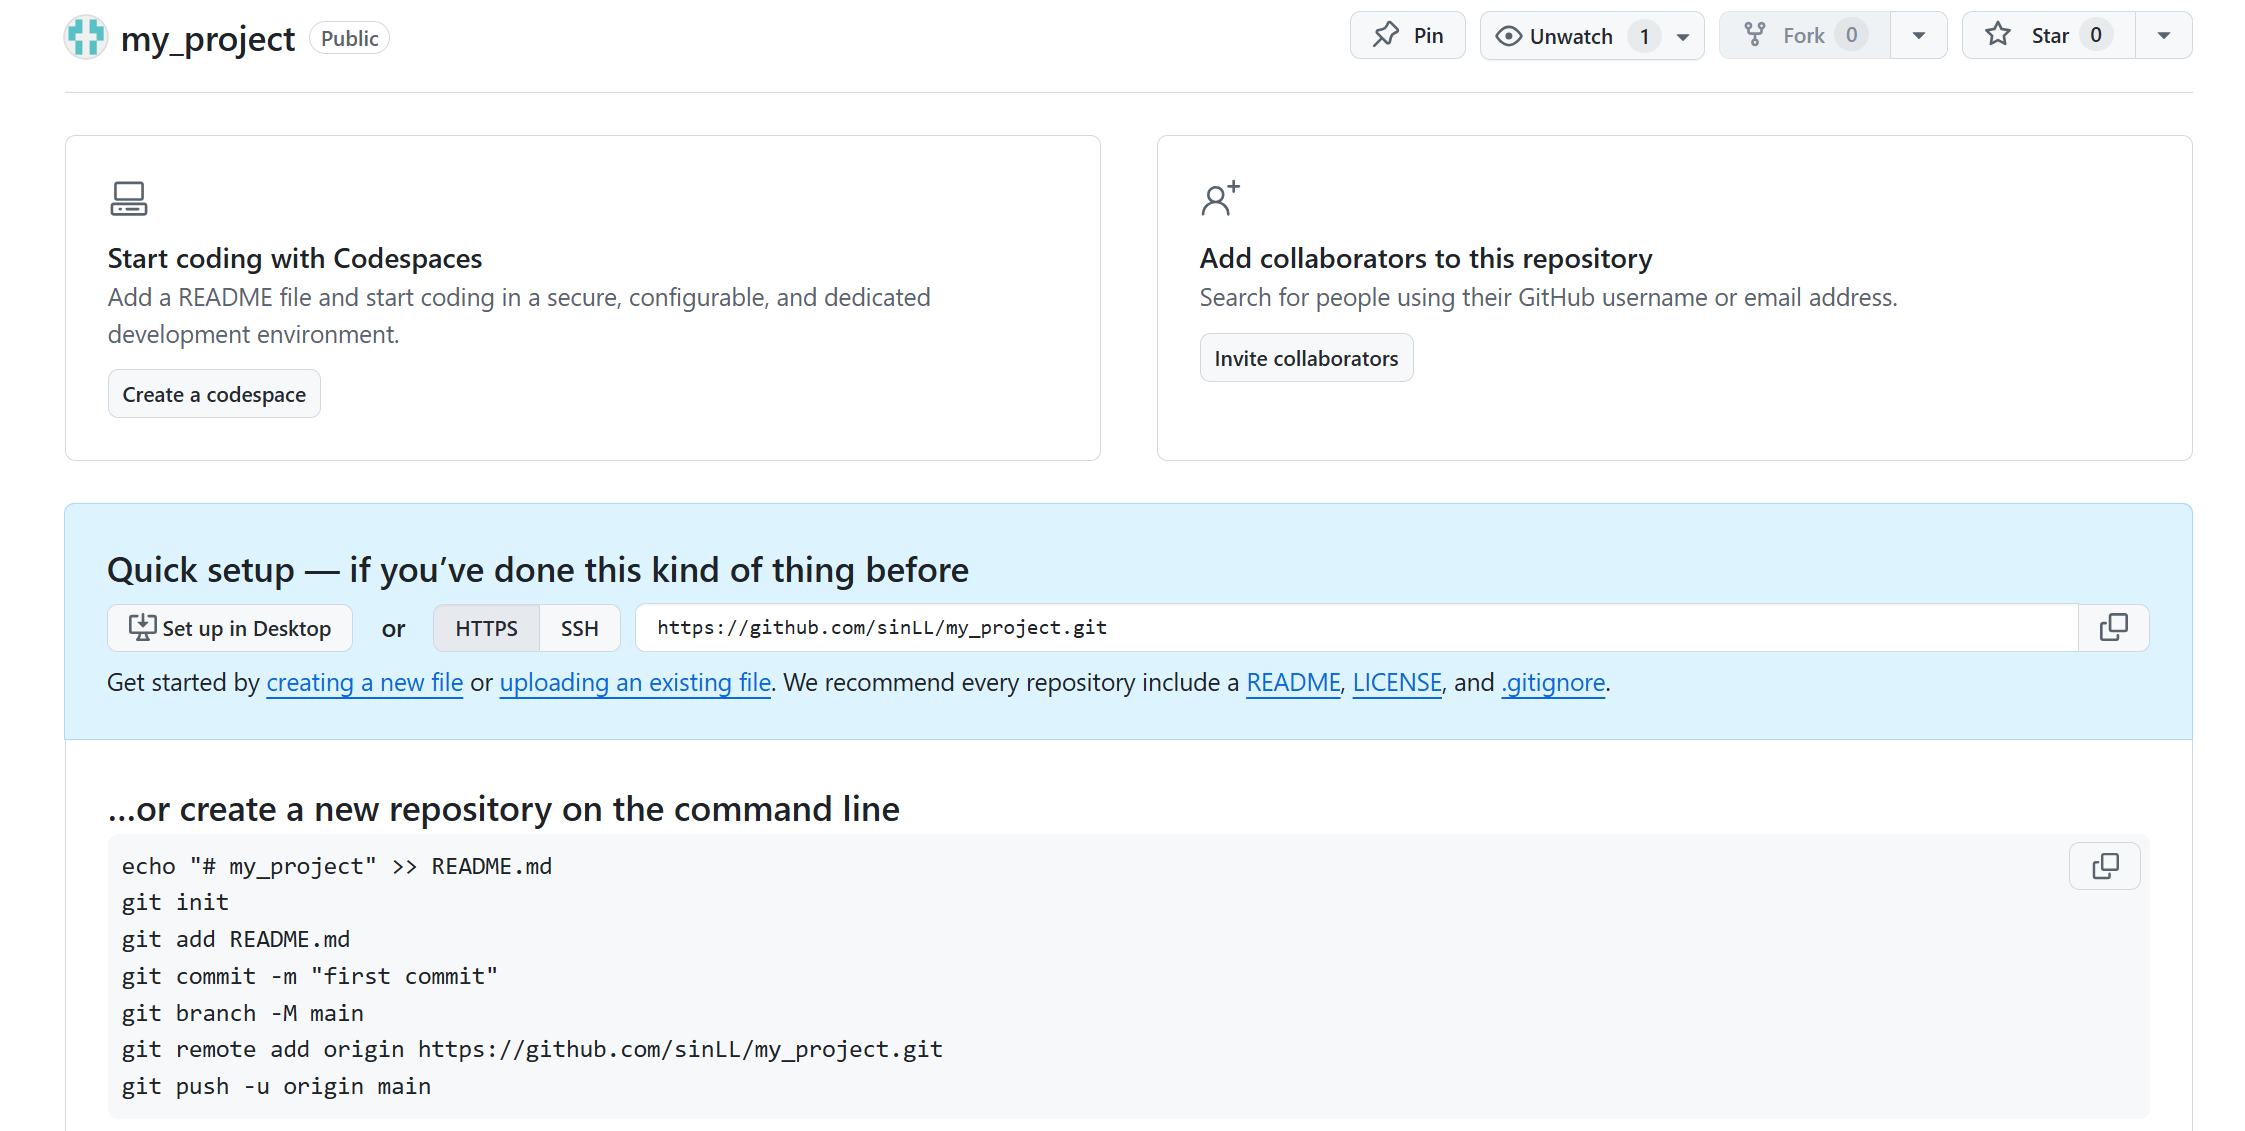 my_project Public Pin Unwatch 1 Fork 0 Star 0
Start coding with Codespaces
Add a README file and start coding in a secure, configurable, and dedicated
development environment.
Create a codespace
Add collaborators to this repository
Search for people using their GitHub username or email address.
Invite collaborators
Quick setup — if you’ve done this kind of thing before
Set up in Desktop or HTTPS SSH https://github.com/sinLL/my_project.git
Get started by creating a new file or uploading an existing file. We recommend every repository include a README, LICENSE, and .gitignore.
…or create a new repository on the command line
echo "# my_project" >> README.md
git init
git add README.md
git commit -m "first commit"
git branch -M main
git remote add origin https://github.com/sinLL/my_project.git
git push -u origin main